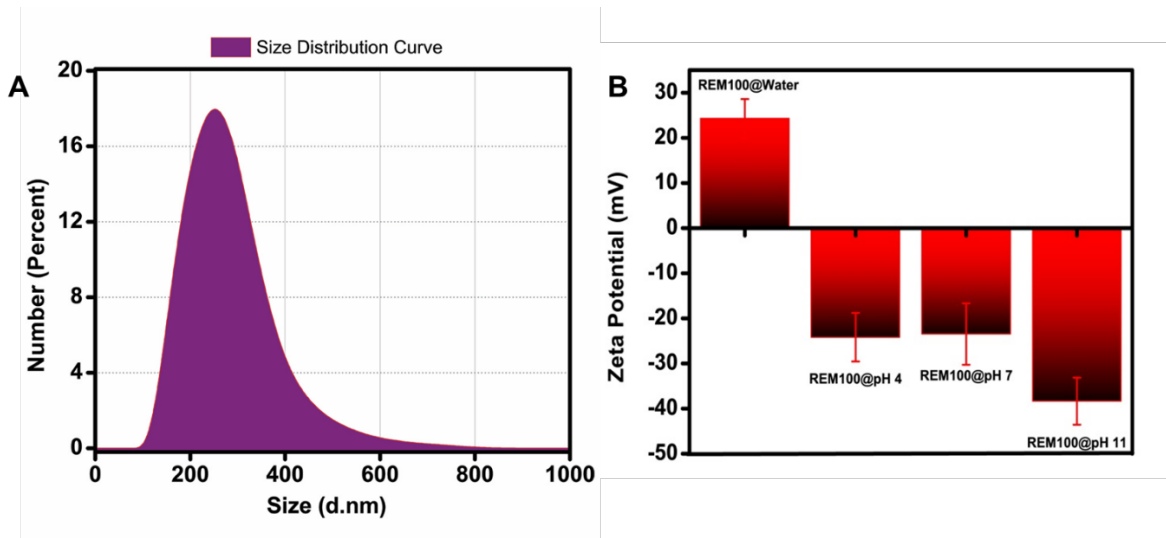 Size Distribution Curve
A
20
16
12
8
4
0
Number (Percent)
0 200 400 600 800 1000
Size (d.nm)
B
30
20
10
0
-10
-20
-30
-40
-50
Zeta Potential (mV)
REM100@Water
REM100@pH 4
REM100@pH 7
REM100@pH 11